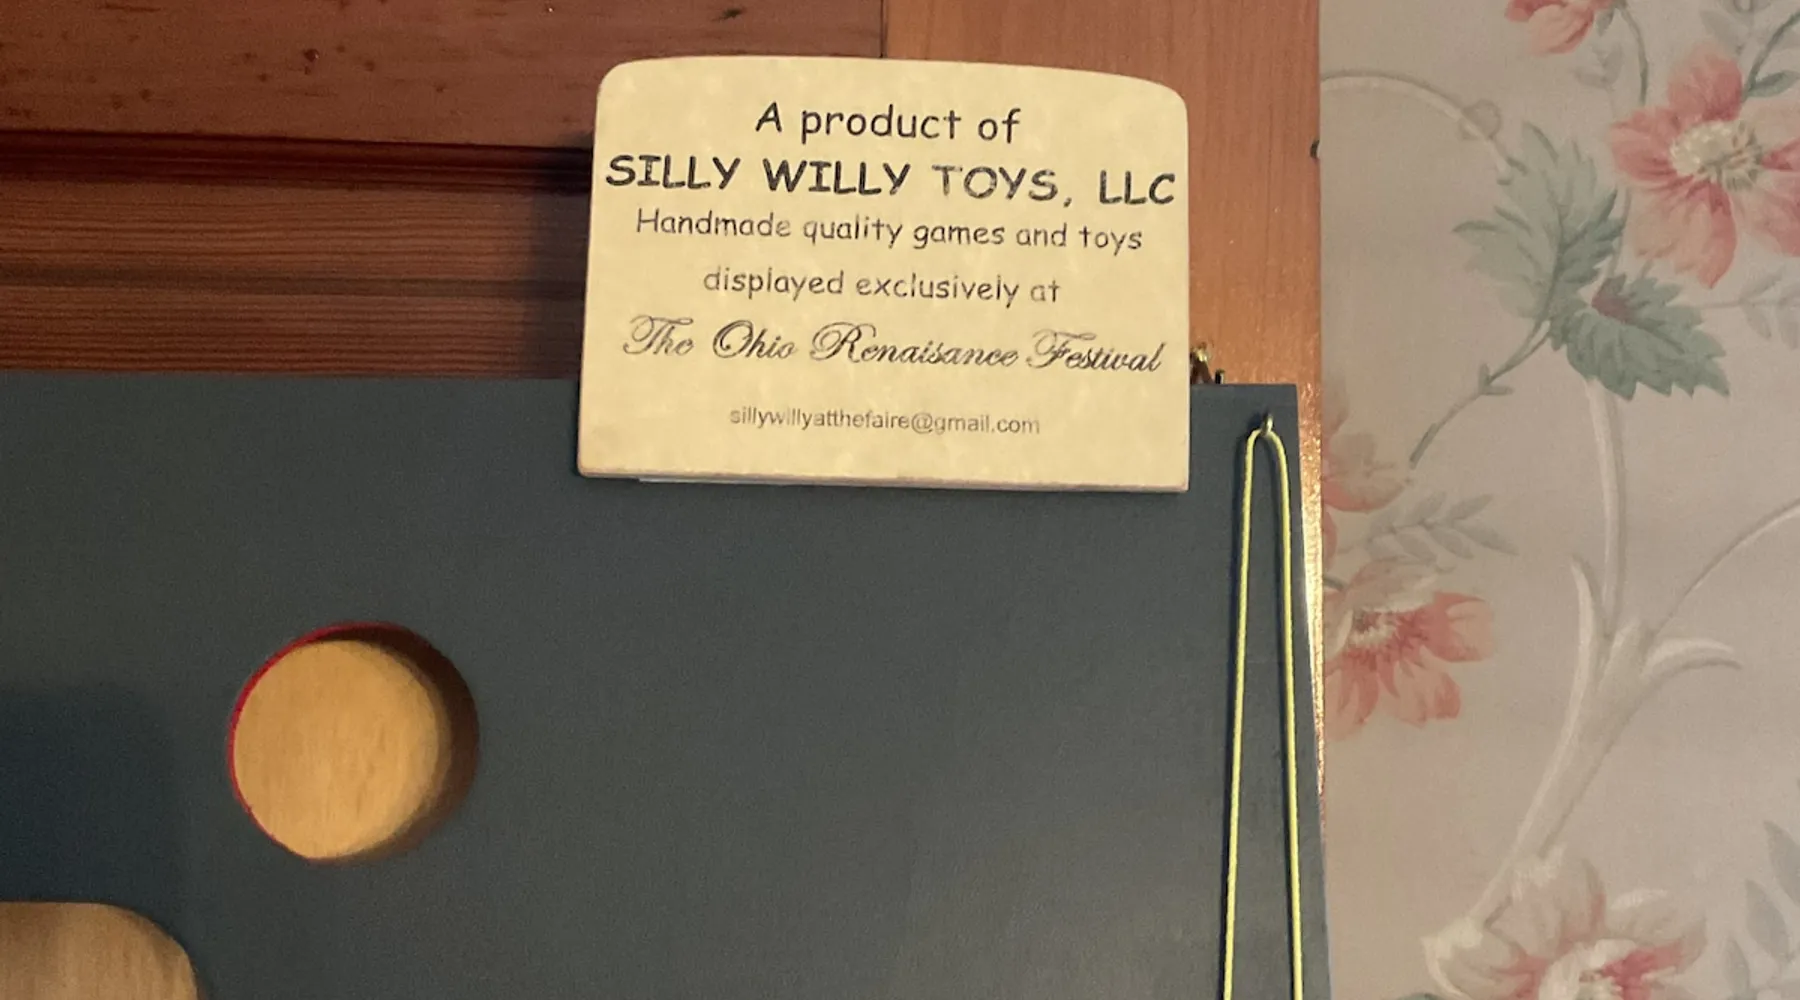 A product of
SILLY WILLY TOYS, LLC
Handmade quality games and toys
displayed exclusively at
The Ohio Renaisance Festival
sillywillyatthefaire@gmail.com